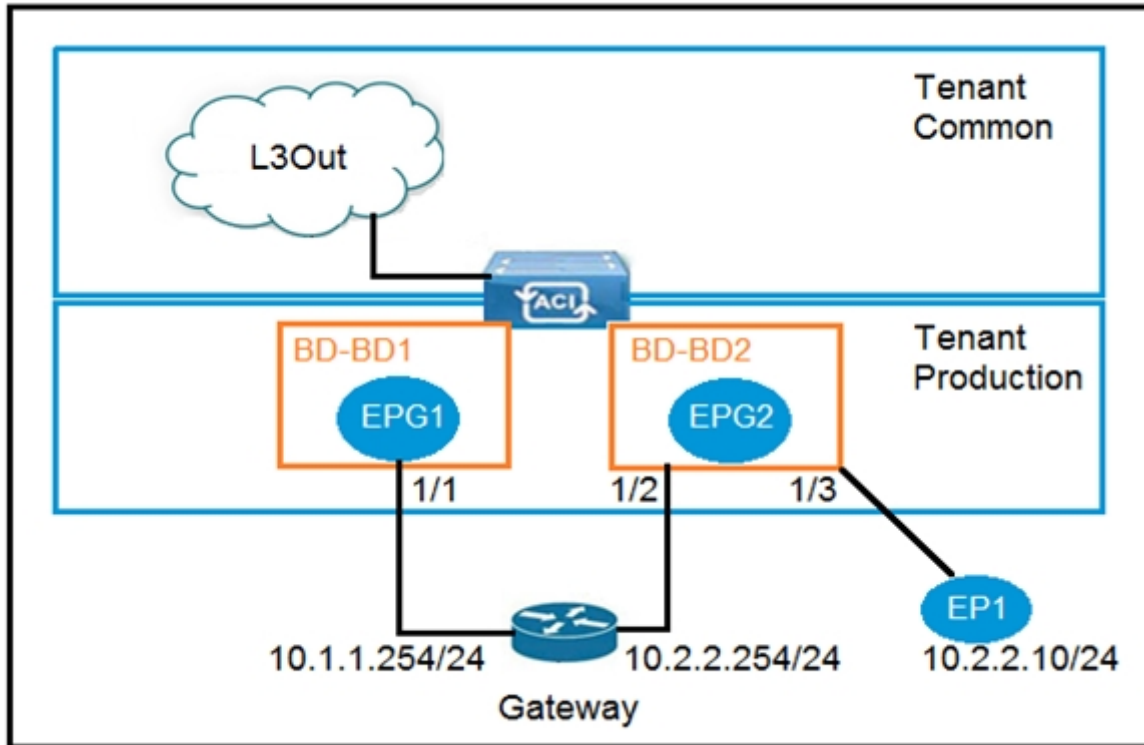 Tenant
Common
L3Out
ACI
BD-BD1
BD-BD2
Tenant
Production
EPG1
EPG2
1/1
1/2
1/3
EP1
10.1.1.254/24
10.2.2.254/24
10.2.2.10/24
Gateway